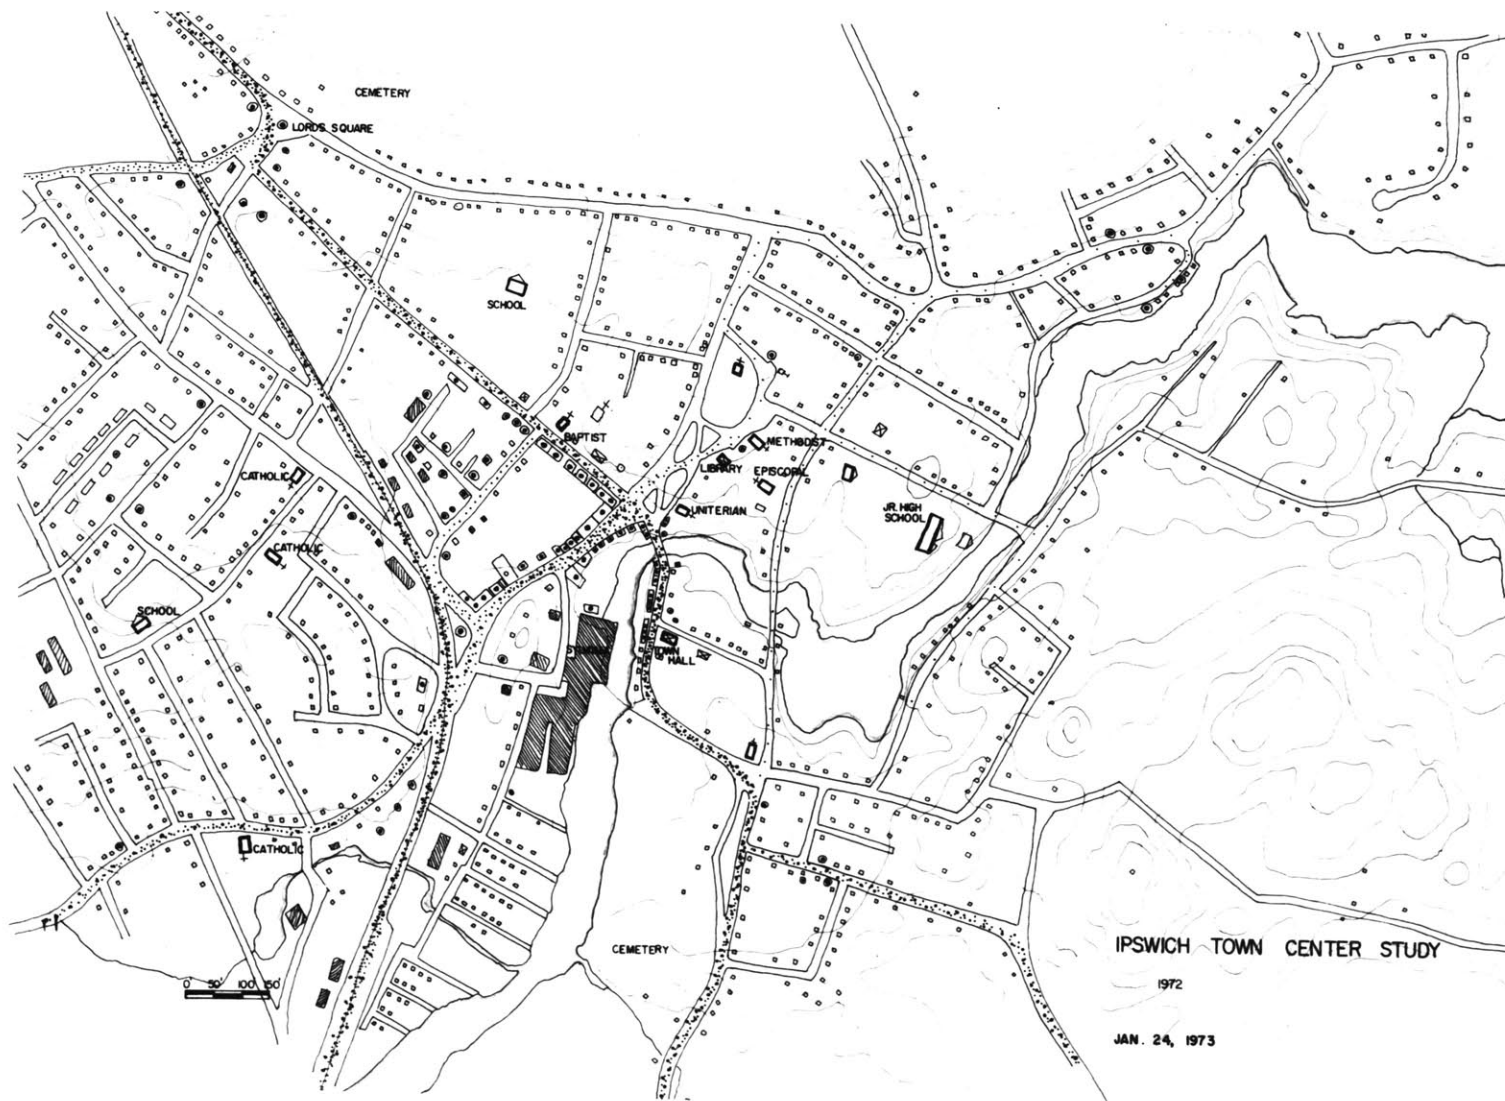 CEMETERY
LORDS SQUARE
SCHOOL
BAPTIST
METHODIST
LIBRARY
EPISCOPAL
CATHOLIC
UNITERIAN
JR. HIGH
SCHOOL
CATHOLIC
SCHOOL
TOWN
HALL
CATHOLIC
CEMETERY
IPSWICH TOWN CENTER STUDY
1972
0 50' 100' 150'
JAN. 24, 1973